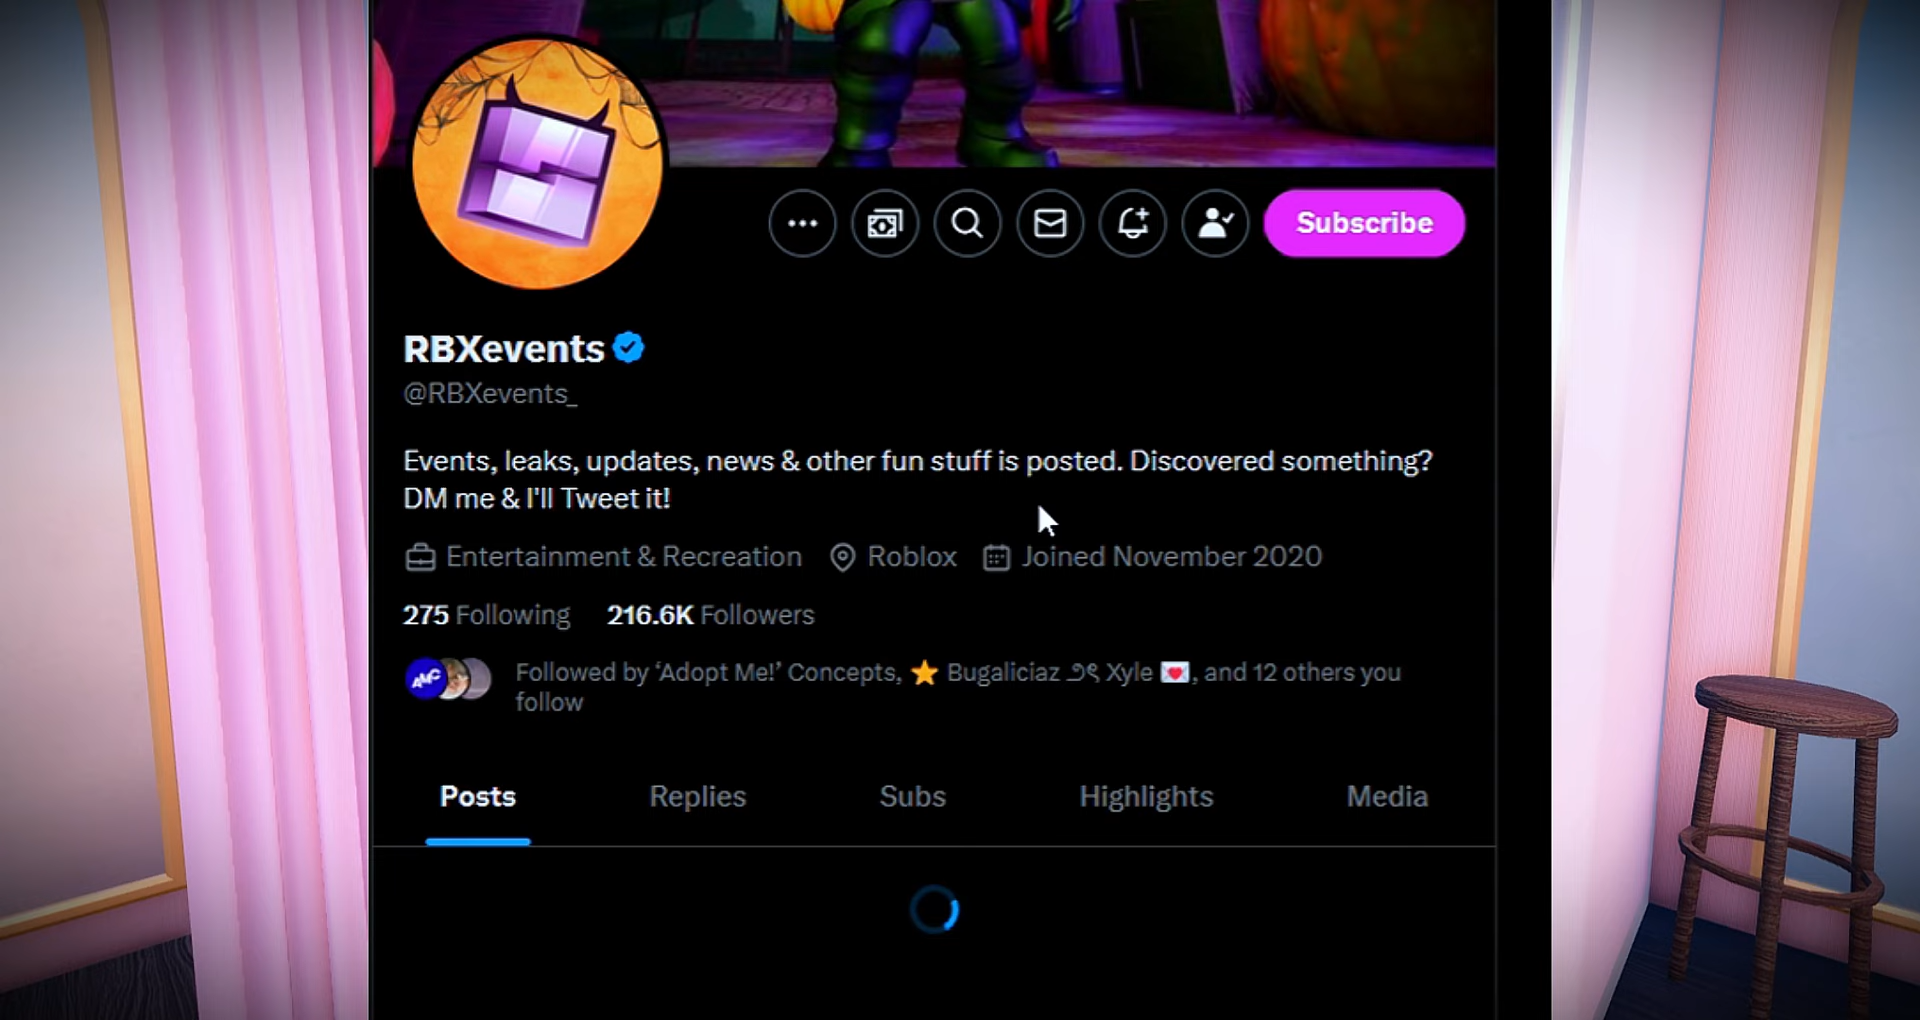 Subscribe
RBXevents
@RBXevents_
Events, leaks, updates, news & other fun stuff is posted. Discovered something?
DM me & I'll Tweet it!
Entertainment & Recreation Roblox Joined November 2020
275 Following 216.6K Followers
AMC
Followed by ‘Adopt Me!’ Concepts, ⭐ Bugaliciaz ౨ৎ Xyle 💌, and 12 others you
follow
Posts Replies Subs Highlights Media